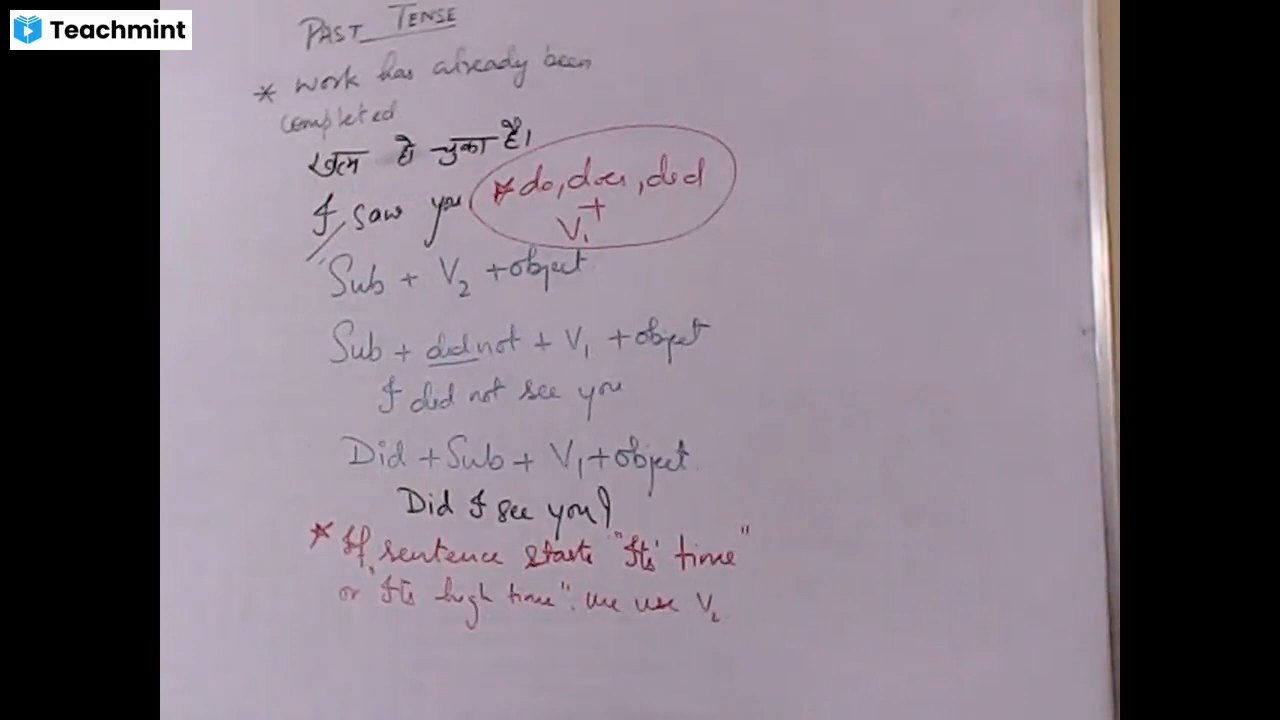 Teachmint
PAST TENSE
* Work has already been
completed
खत्म हो चुका है।
I saw you
* do, does, did
+
V₁
Sub + V₂ + object
Sub + did not + V₁ + object
I did not see you
Did + Sub + V₁ + object
Did I see you?
* If sentence starts "Its' time"
or "Its high time". we use V₂